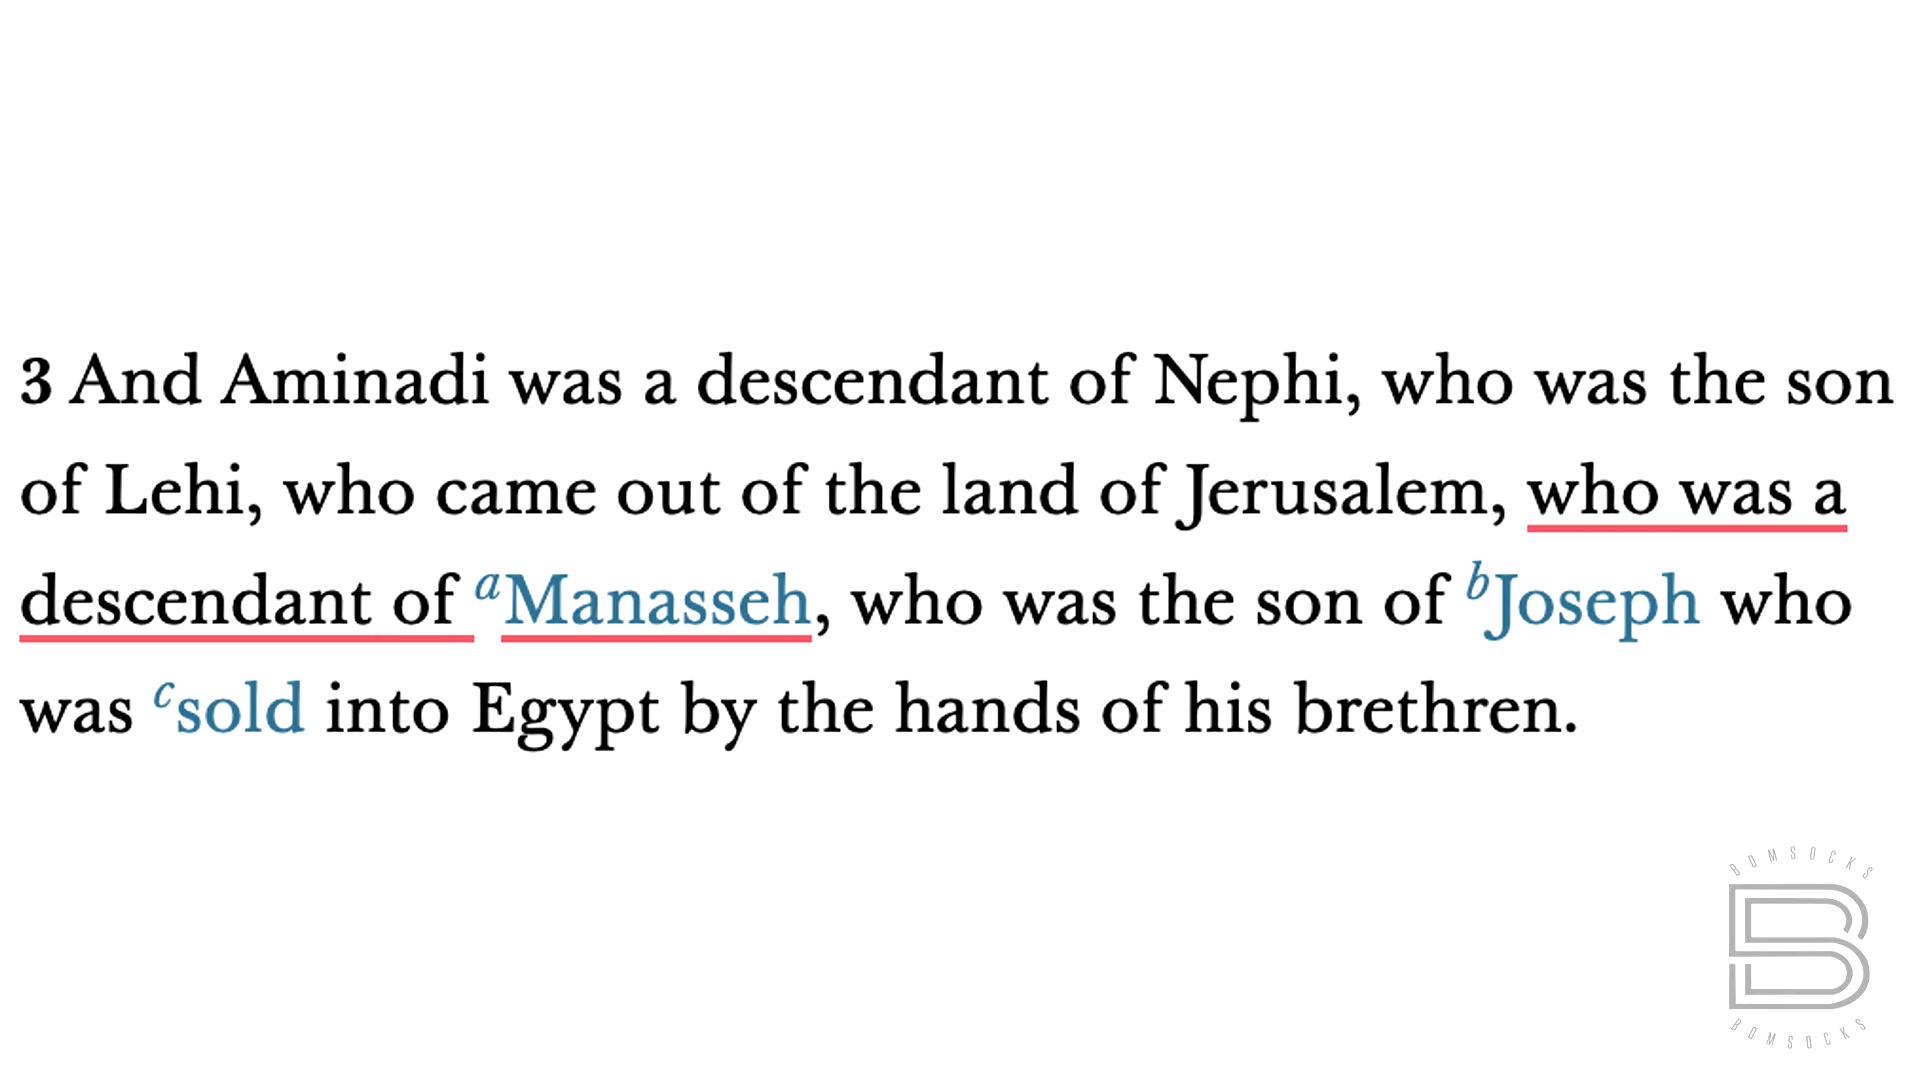 3 And Aminadi was a descendant of Nephi, who was the son
of Lehi, who came out of the land of Jerusalem, who was a
descendant of aManasseh, who was the son of bJoseph who
was csold into Egypt by the hands of his brethren.
BOMSOCKS
B
BOMSOCKS